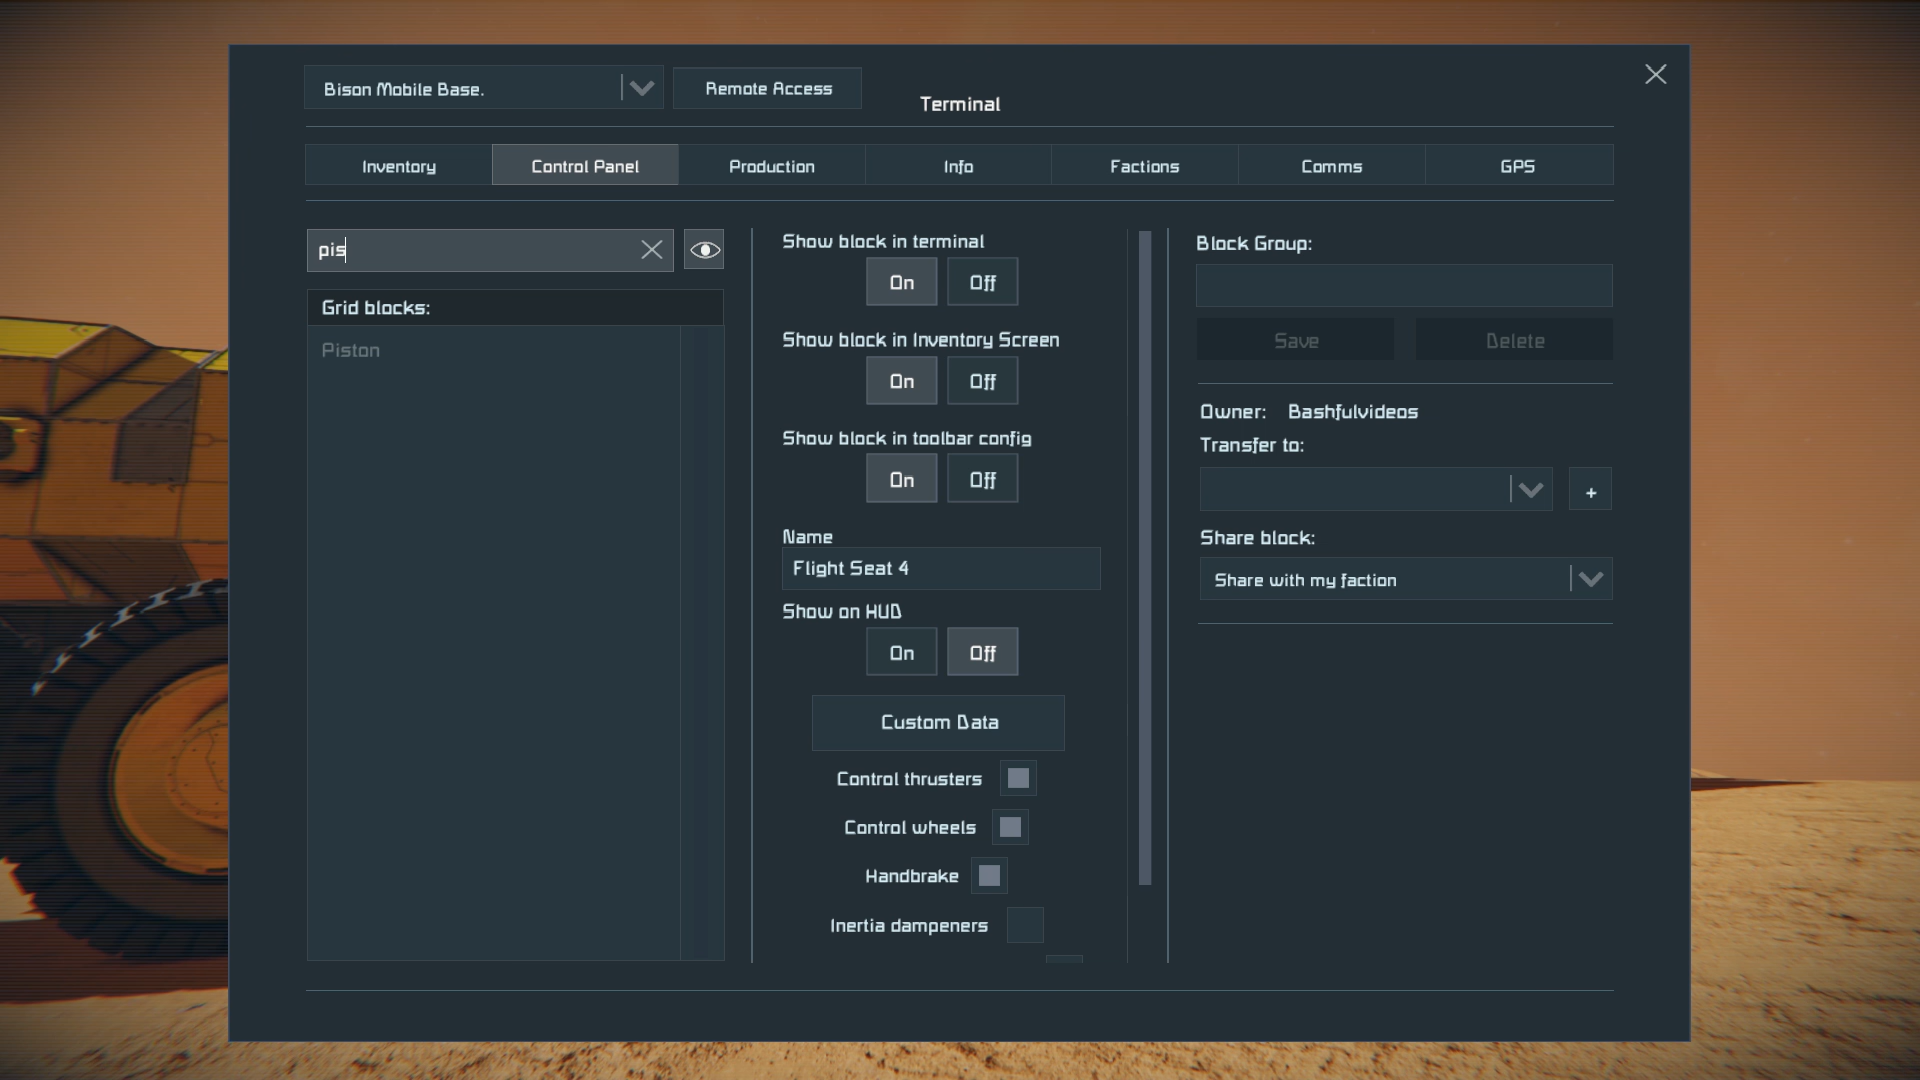 Bison Mobile Base.
Remote Access
Terminal
Inventory
Control Panel
Production
Info
Factions
Comms
GPS
pis
Grid blocks:
Piston
Show block in terminal
On
Off
Show block in Inventory Screen
On
Off
Show block in toolbar config
On
Off
Name
Flight Seat 4
Show on HUD
On
Off
Custom Data
Control thrusters
Control wheels
Handbrake
Inertia dampeners
Block Group:
Save
Delete
Owner: Bashfulvideos
Transfer to:
+
Share block:
Share with my faction